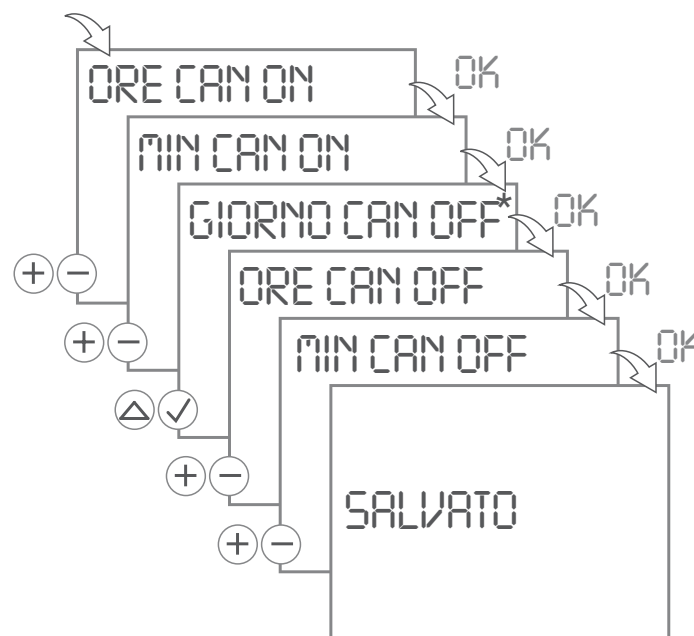 ORE CAN ON
OK
MIN CAN ON
OK
GIORNO CAN OFF*
OK
ORE CAN OFF
OK
MIN CAN OFF
OK
SALVATO
+ −
+ −
+ −
+ −